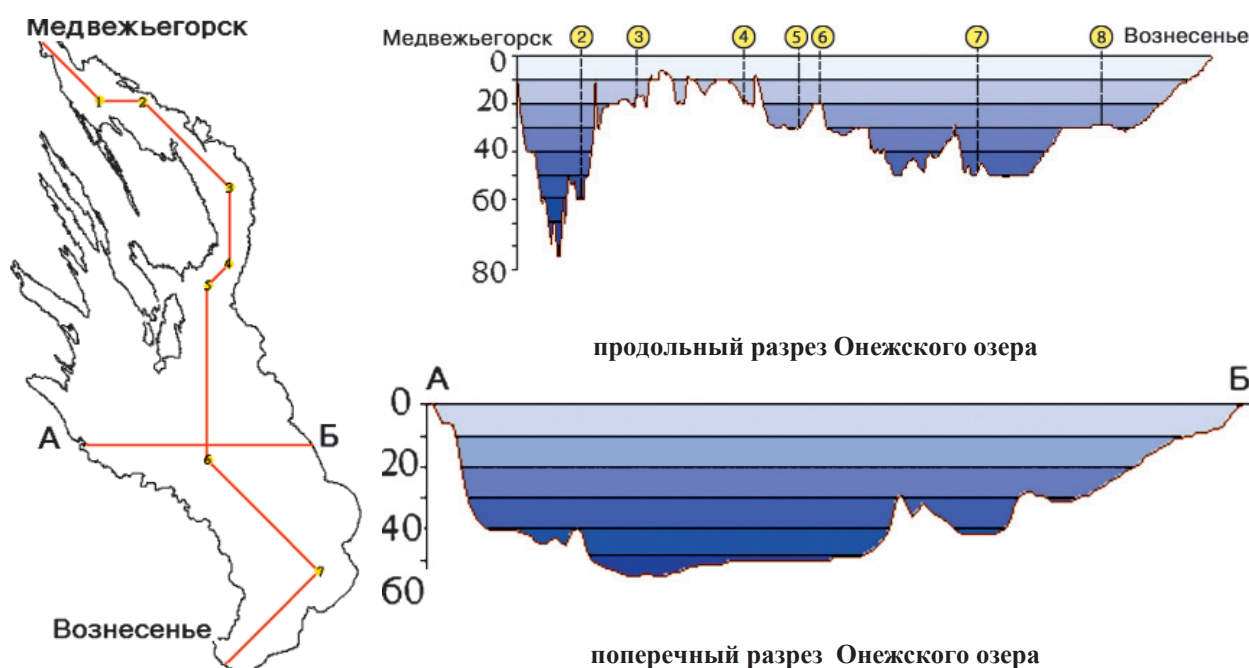 Медвежьегорск
1
2
3
4
5
А
Б
6
7
Вознесенье
Медвежьегорск 2 3 4 5 6 7 8 Вознесенье
0
20
40
60
80
продольный разрез Онежского озера
А Б
0
20
40
60
поперечный разрез Онежского озера